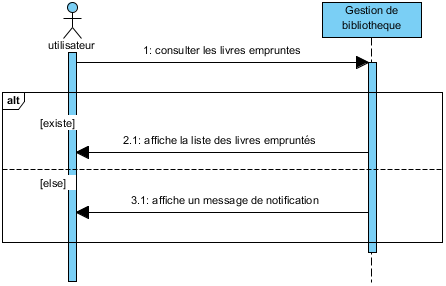 Gestion de
bibliotheque
utilisateur
1: consulter les livres empruntes
alt
[existe]
2.1: affiche la liste des livres empruntés
[else]
3.1: affiche un message de notification